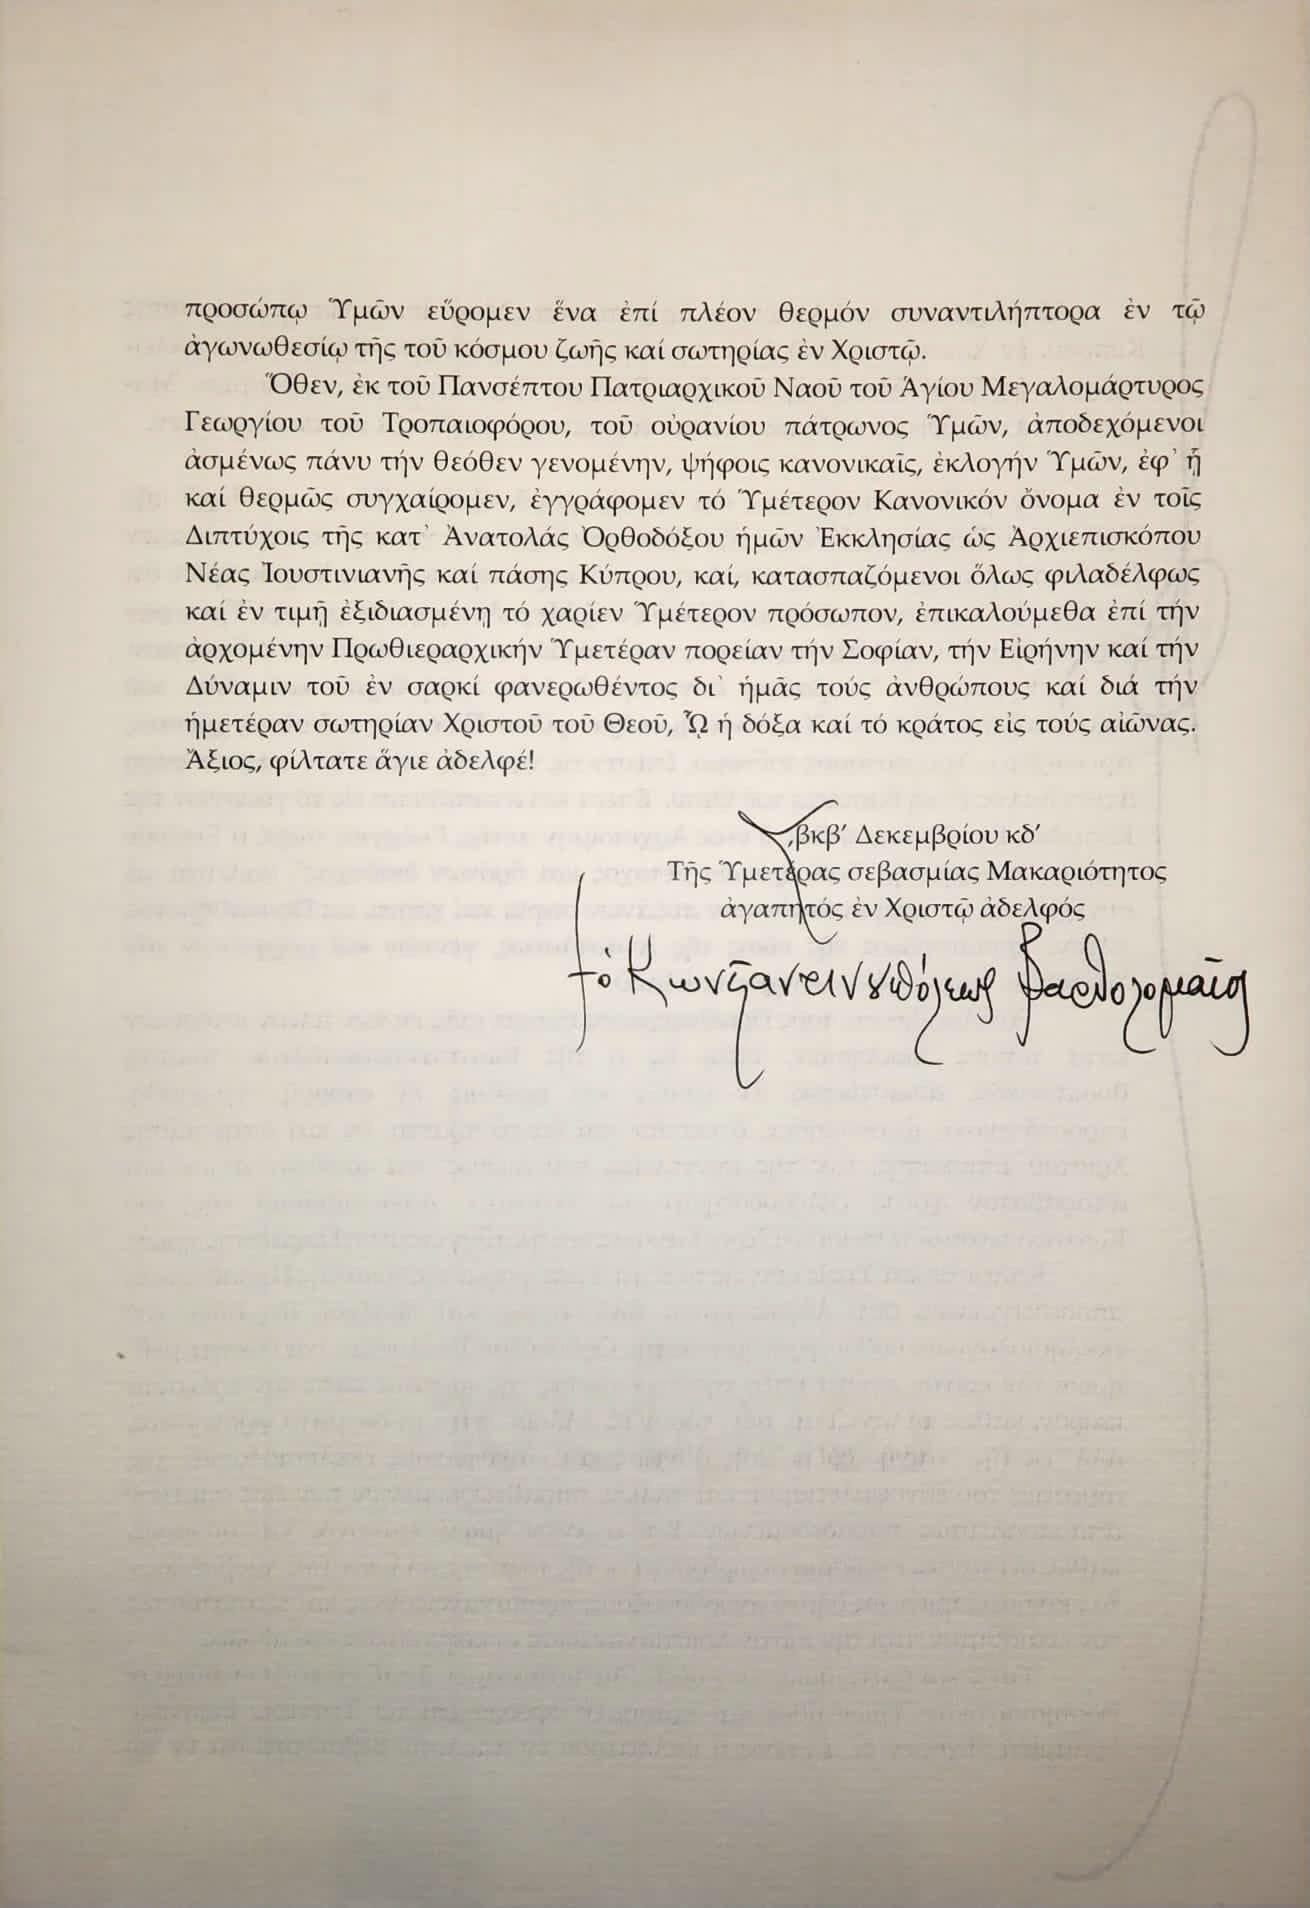 προσώπῳ Ὑμῶν εὕρομεν ἕνα ἐπί πλέον θερμόν συναντιλήπτορα ἐν τῷ
ἀγωνωθεσίῳ τῆς τοῦ κόσμου ζωῆς καί σωτηρίας ἐν Χριστῷ.
Ὅθεν, ἐκ τοῦ Πανσέπτου Πατριαρχικοῦ Ναοῦ τοῦ Ἁγίου Μεγαλομάρτυρος
Γεωργίου τοῦ Τροπαιοφόρου, τοῦ οὐρανίου πάτρωνος Ὑμῶν, ἀποδεχόμενοι
ἀσμένως πάνυ τήν θεόθεν γενομένην, ψήφοις κανονικαῖς, ἐκλογήν Ὑμῶν, ἐφ᾽ ᾗ
καί θερμῶς συγχαίρομεν, ἐγγράφομεν τό Ὑμέτερον Κανονικόν ὄνομα ἐν τοῖς
Διπτύχοις τῆς κατ᾽ Ἀνατολάς Ὀρθοδόξου ἡμῶν Ἐκκλησίας ὡς Ἀρχιεπισκόπου
Νέας Ἰουστινιανῆς καί πάσης Κύπρου, καί, κατασπαζόμενοι ὅλως φιλαδέλφως
καί ἐν τιμῇ ἐξιδιασμένῃ τό χαρίεν Ὑμέτερον πρόσωπον, ἐπικαλούμεθα ἐπί τήν
ἀρχομένην Πρωθιεραρχικήν Ὑμετέραν πορείαν τήν Σοφίαν, τήν Εἰρήνην καί τήν
Δύναμιν τοῦ ἐν σαρκί φανερωθέντος δι᾽ ἡμᾶς τούς ἀνθρώπους καί διά τήν
ἡμετέραν σωτηρίαν Χριστοῦ τοῦ Θεοῦ, ᾯ ἡ δόξα καί τό κράτος εἰς τούς αἰῶνας.
Ἄξιος, φίλτατε ἅγιε ἀδελφέ!
͵βκβ′ Δεκεμβρίου κδ′
Τῆς Ὑμετέρας σεβασμίας Μακαριότητος
ἀγαπητός ἐν Χριστῷ ἀδελφός
† ὁ Κωνσταντινουπόλεως Βαρθολομαῖος